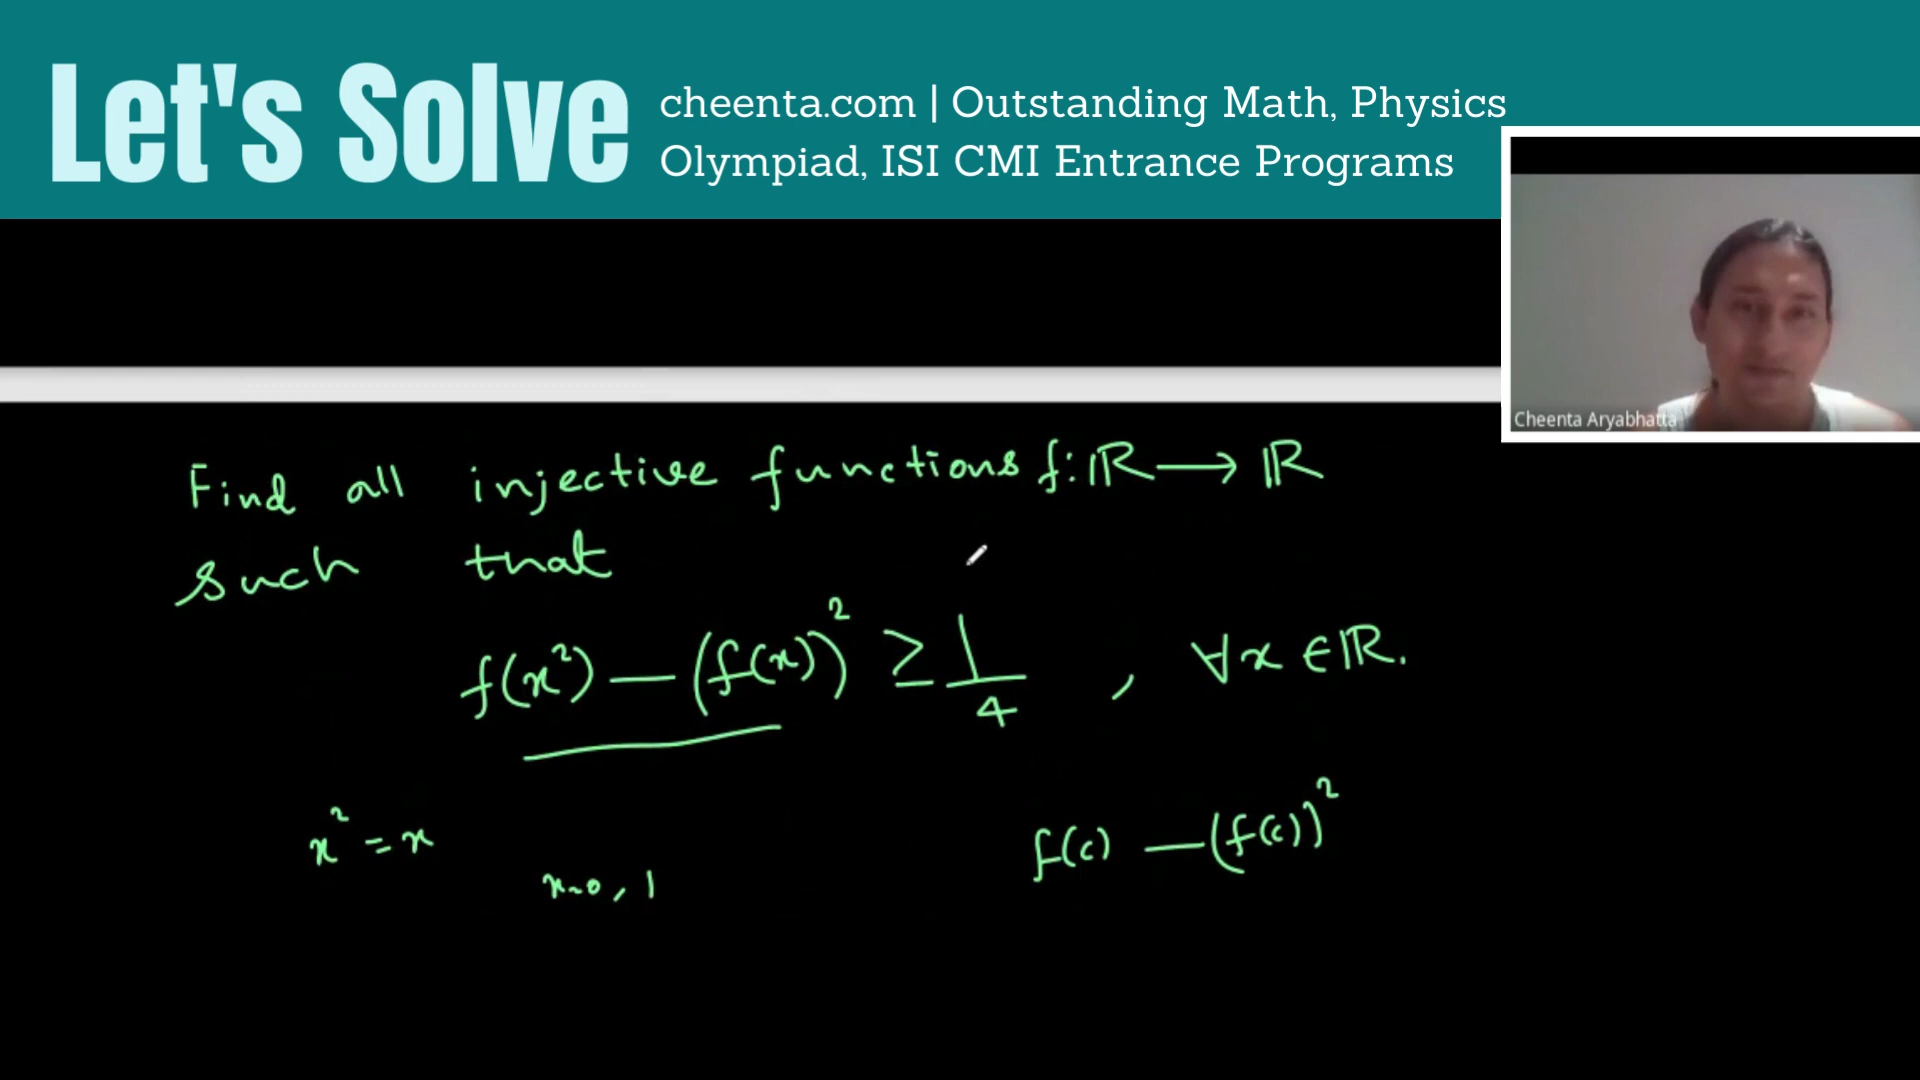 Let's Solve
cheenta.com | Outstanding Math, Physics
Olympiad, ISI CMI Entrance Programs
Cheenta Aryabhatta
Find all injective functions f: ℝ → ℝ
such that
f(x²) – (f(x))² ≥ 1/4 , ∀x ∈ ℝ.
x² = x
f(c) – (f(c))²
x=0, 1